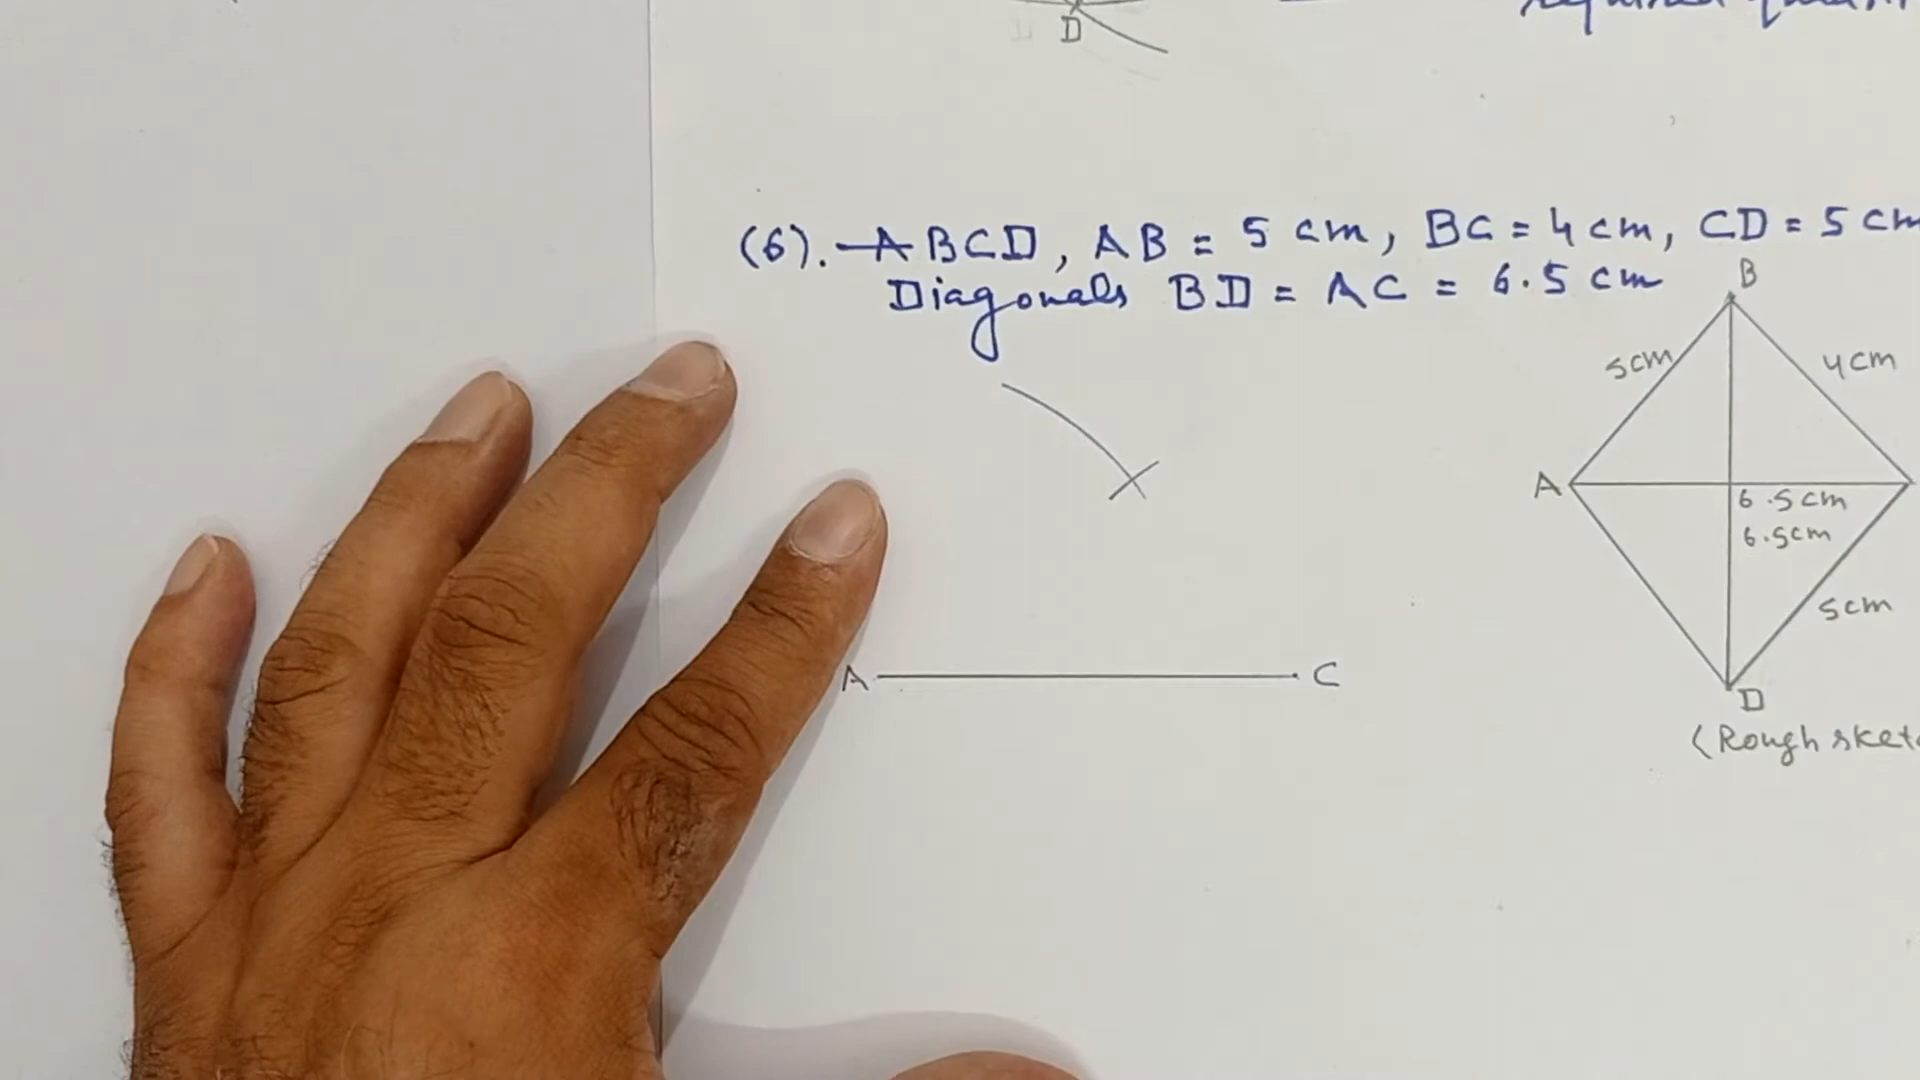 D
required
(6). ABCD, AB = 5 cm, BC = 4 cm, CD = 5 cm
Diagonals BD = AC = 6.5 cm
B
5cm
4cm
A
6.5cm
6.5cm
5cm
A
C
D
(Rough